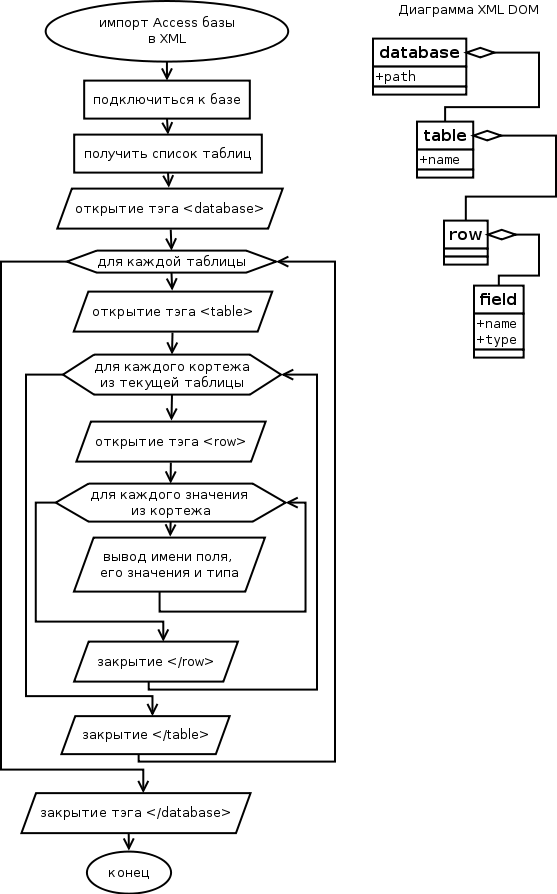 импорт Access базы
в XML
подключиться к базе
получить список таблиц
открытие тэга <database>
для каждой таблицы
открытие тэга <table>
для каждого кортежа
из текущей таблицы
открытие тэга <row>
для каждого значения
из кортежа
вывод имени поля,
его значения и типа
закрытие </row>
закрытие </table>
закрытие тэга </database>
конец
Диаграмма XML DOM
database
+path
table
+name
row
field
+name
+type